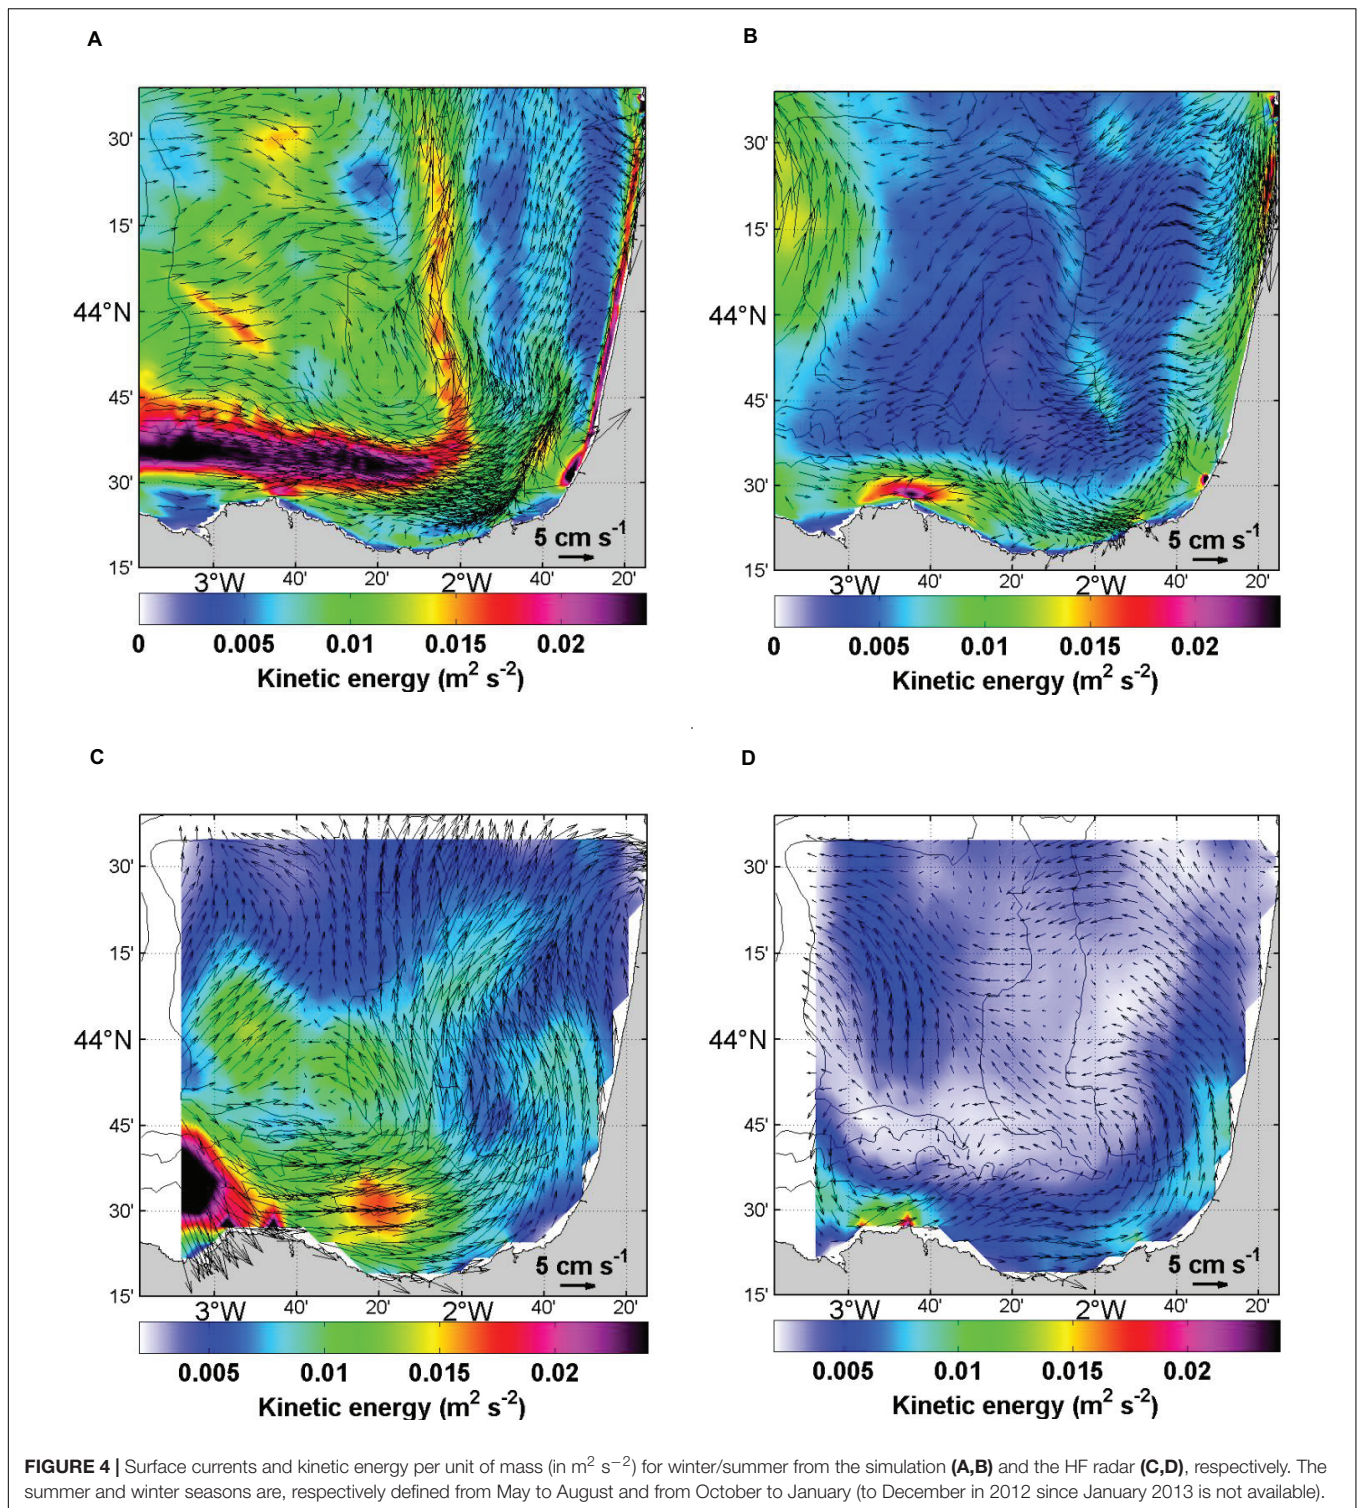 A
B
30'
15'
44°N
45'
30'
15'
3°W
40'
20'
2°W
40'
20'
5 cm s⁻¹
0
0.005
0.010
0.015
0.02
Kinetic energy (m² s⁻²)
30'
15'
44°N
45'
30'
15'
3°W
40'
20'
2°W
40'
20'
5 cm s⁻¹
0
0.005
0.01
0.015
0.02
Kinetic energy (m² s⁻²)
C
D
30'
15'
44°N
45'
30'
15'
3°W
40'
20'
2°W
40'
20'
5 cm s⁻¹
0.005
0.01
0.015
0.02
Kinetic energy (m² s⁻²)
30'
15'
44°N
45'
30'
15'
3°W
40'
20'
2°W
40'
20'
5 cm s⁻¹
0.005
0.01
0.015
0.02
Kinetic energy (m² s⁻²)
FIGURE 4 | Surface currents and kinetic energy per unit of mass (in m² s⁻²) for winter/summer from the simulation (A,B) and the HF radar (C,D), respectively. The
summer and winter seasons are, respectively defined from May to August and from October to January (to December in 2012 since January 2013 is not available).